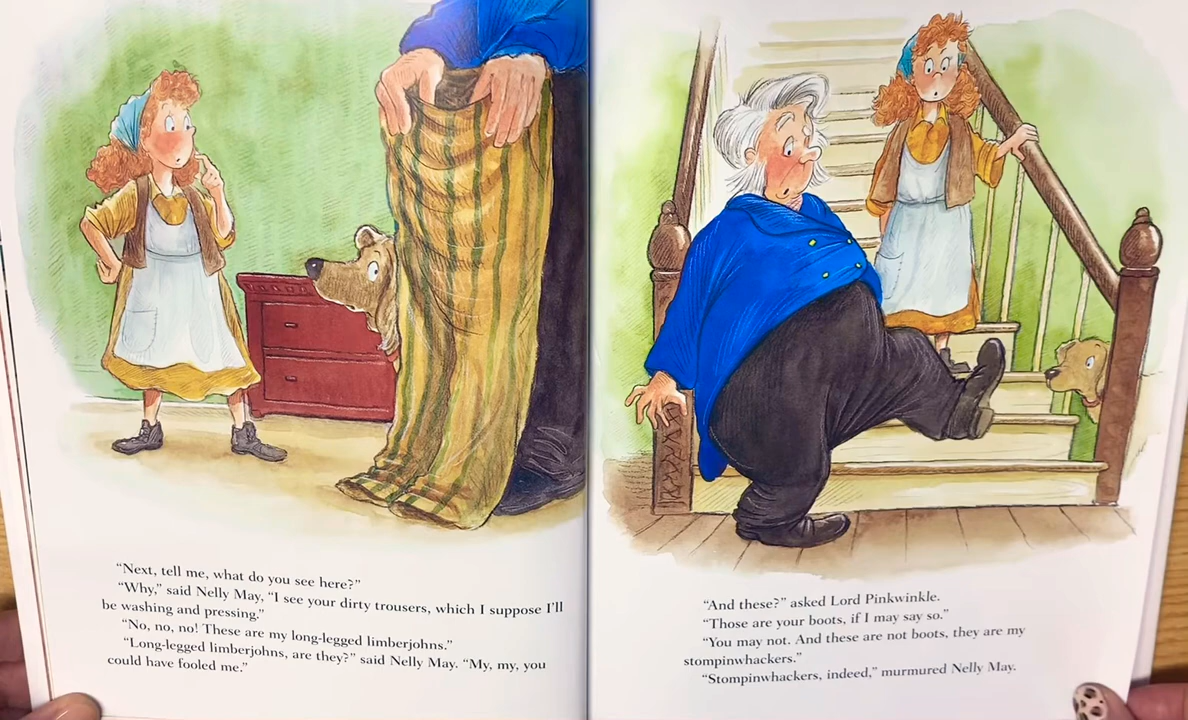 “Next, tell me, what do you see here?”
“Why,” said Nelly May, “I see your dirty trousers, which I suppose I’ll
be washing and pressing.”
“No, no, no! These are my long-legged limberjohns.”
“Long-legged limberjohns, are they?” said Nelly May. “My, my, you
could have fooled me.”
“And these?” asked Lord Pinkwinkle.
“Those are your boots, if I may say so.”
“You may not. And these are not boots, they are my
stompinwhackers.”
“Stompinwhackers, indeed,” murmured Nelly May.